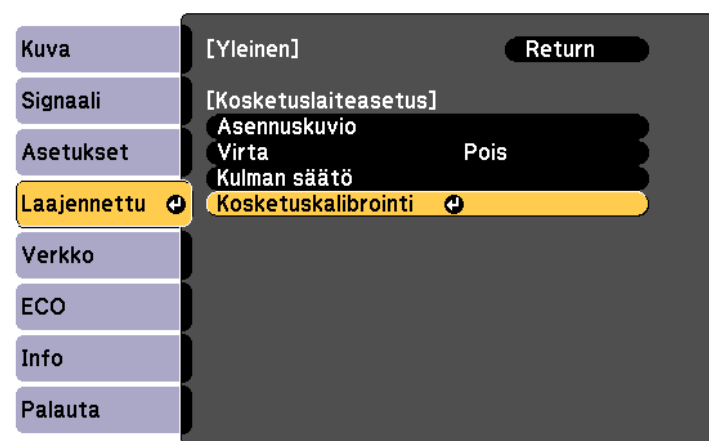 Kuva
Signaali
Asetukset
Laajennettu
Verkko
ECO
Info
Palauta
[Yleinen] Return
[Kosketuslaiteasetus]
Asennuskuvio
Virta Pois
Kulman säätö
Kosketuskalibrointi